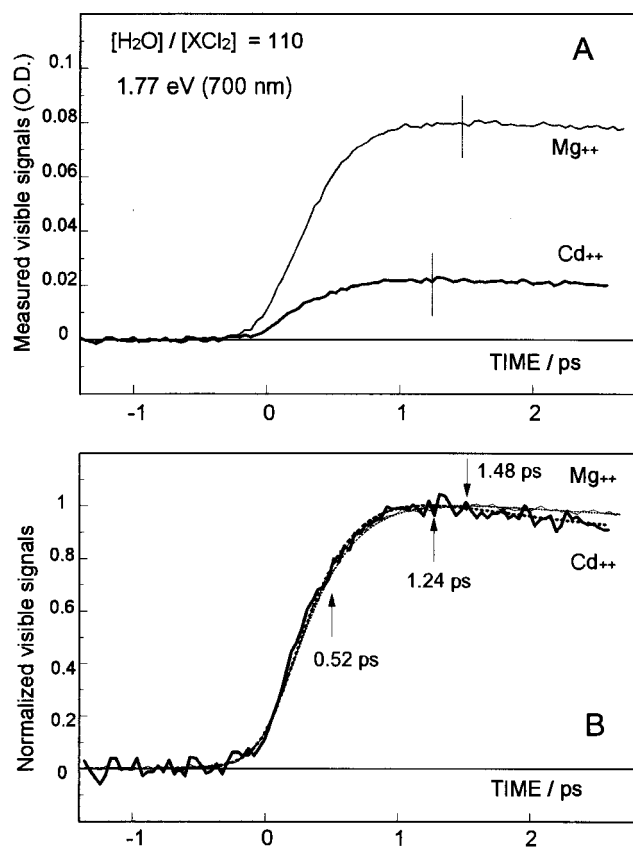 A
[H₂O] / [XCl₂] = 110
1.77 eV (700 nm)
Measured visible signals (O.D.)
0.1
0.08
0.06
0.04
0.02
0
Mg++
Cd++
TIME / ps
-1
0
1
2
B
Normalized visible signals
1
0.8
0.6
0.4
0.2
0
1.48 ps
Mg++
1.24 ps
Cd++
0.52 ps
TIME / ps
-1
0
1
2